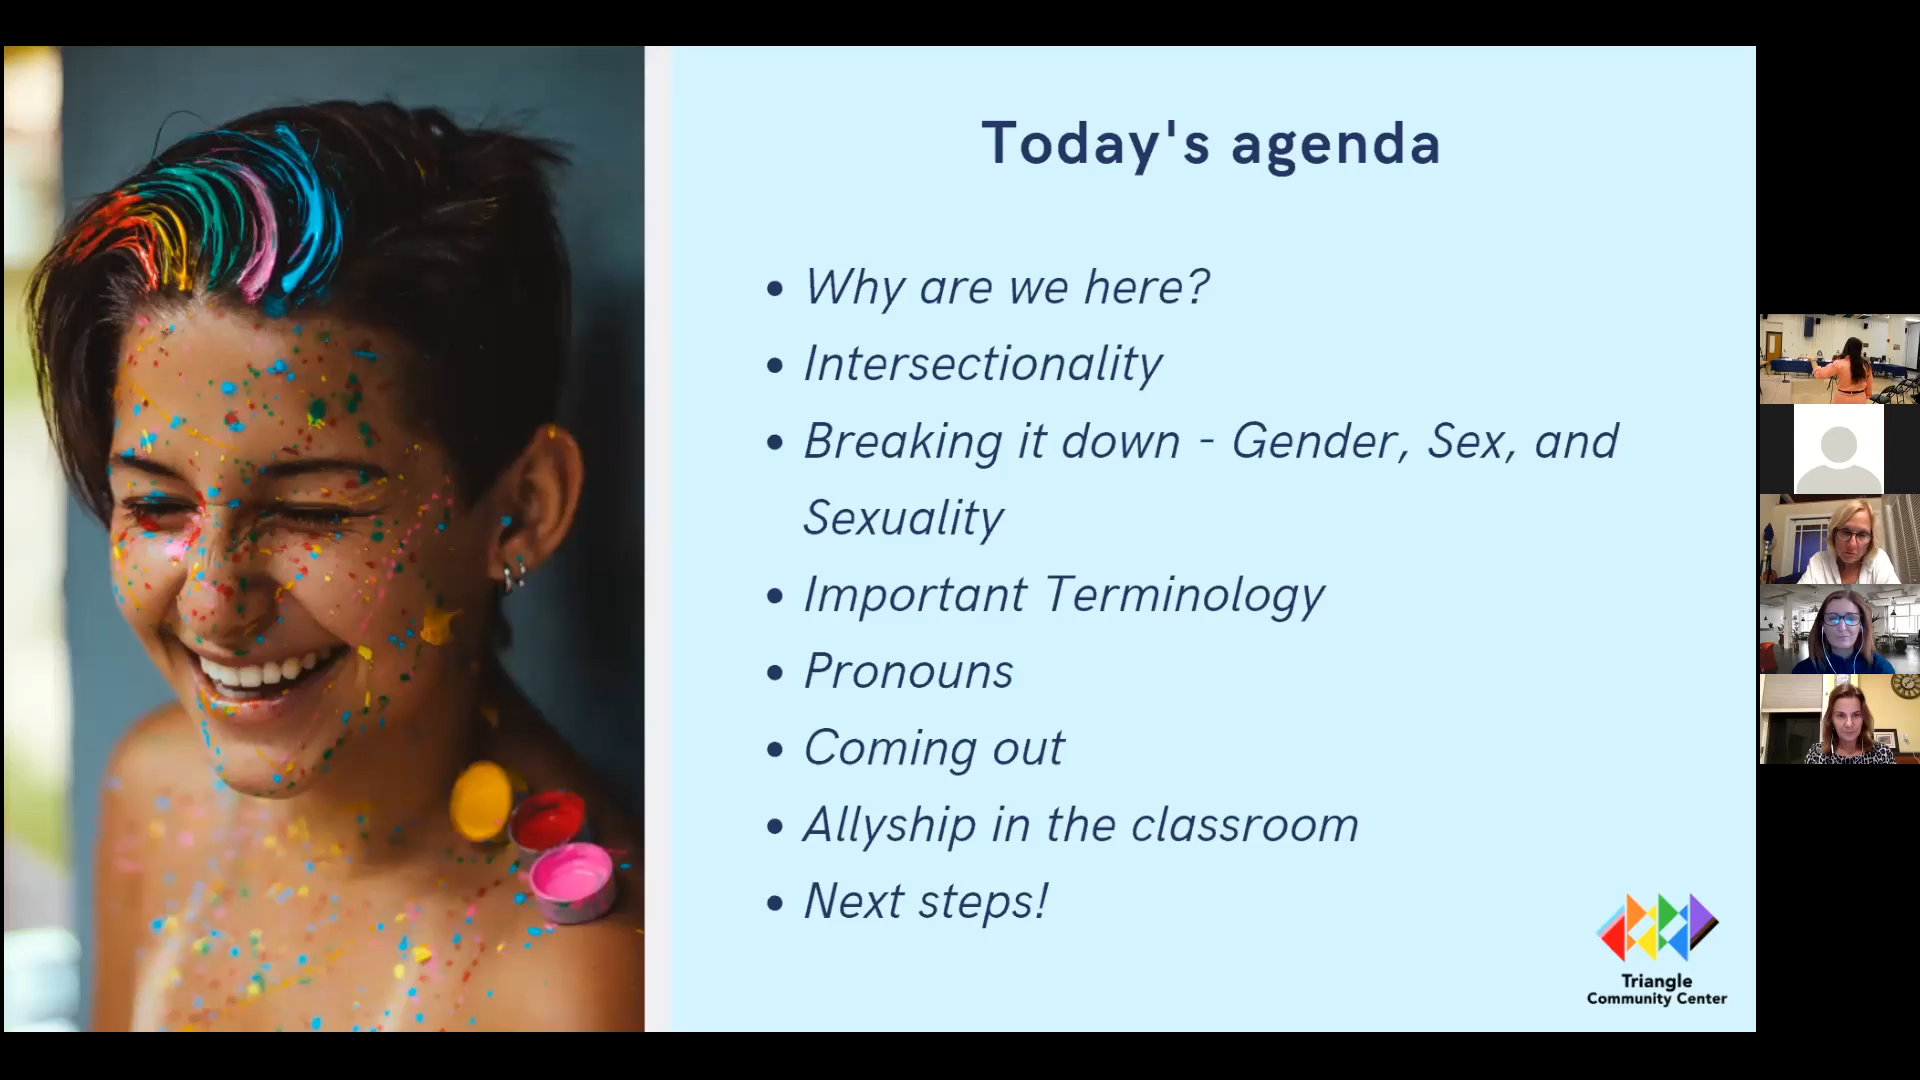 Today's agenda
• Why are we here?
• Intersectionality
• Breaking it down - Gender, Sex, and
Sexuality
• Important Terminology
• Pronouns
• Coming out
• Allyship in the classroom
• Next steps!
Triangle
Community Center